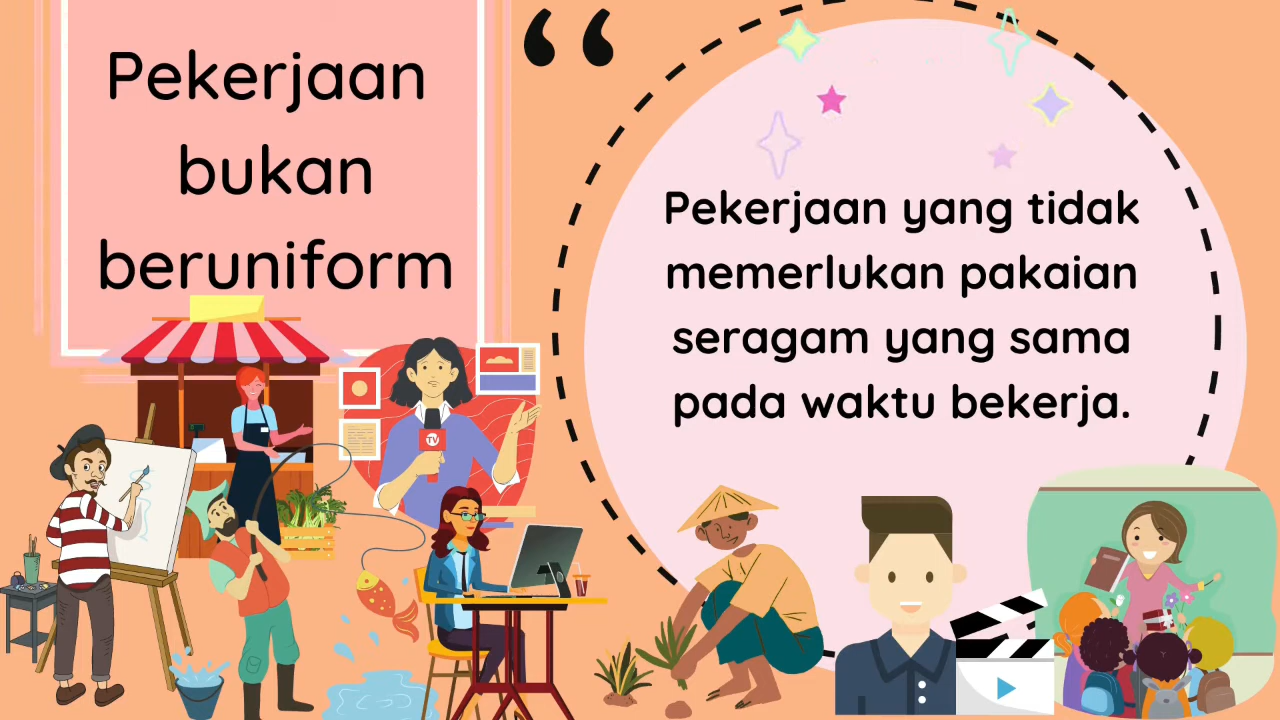 Pekerjaan
bukan
beruniform
Pekerjaan yang tidak
memerlukan pakaian
seragam yang sama
pada waktu bekerja.
TV